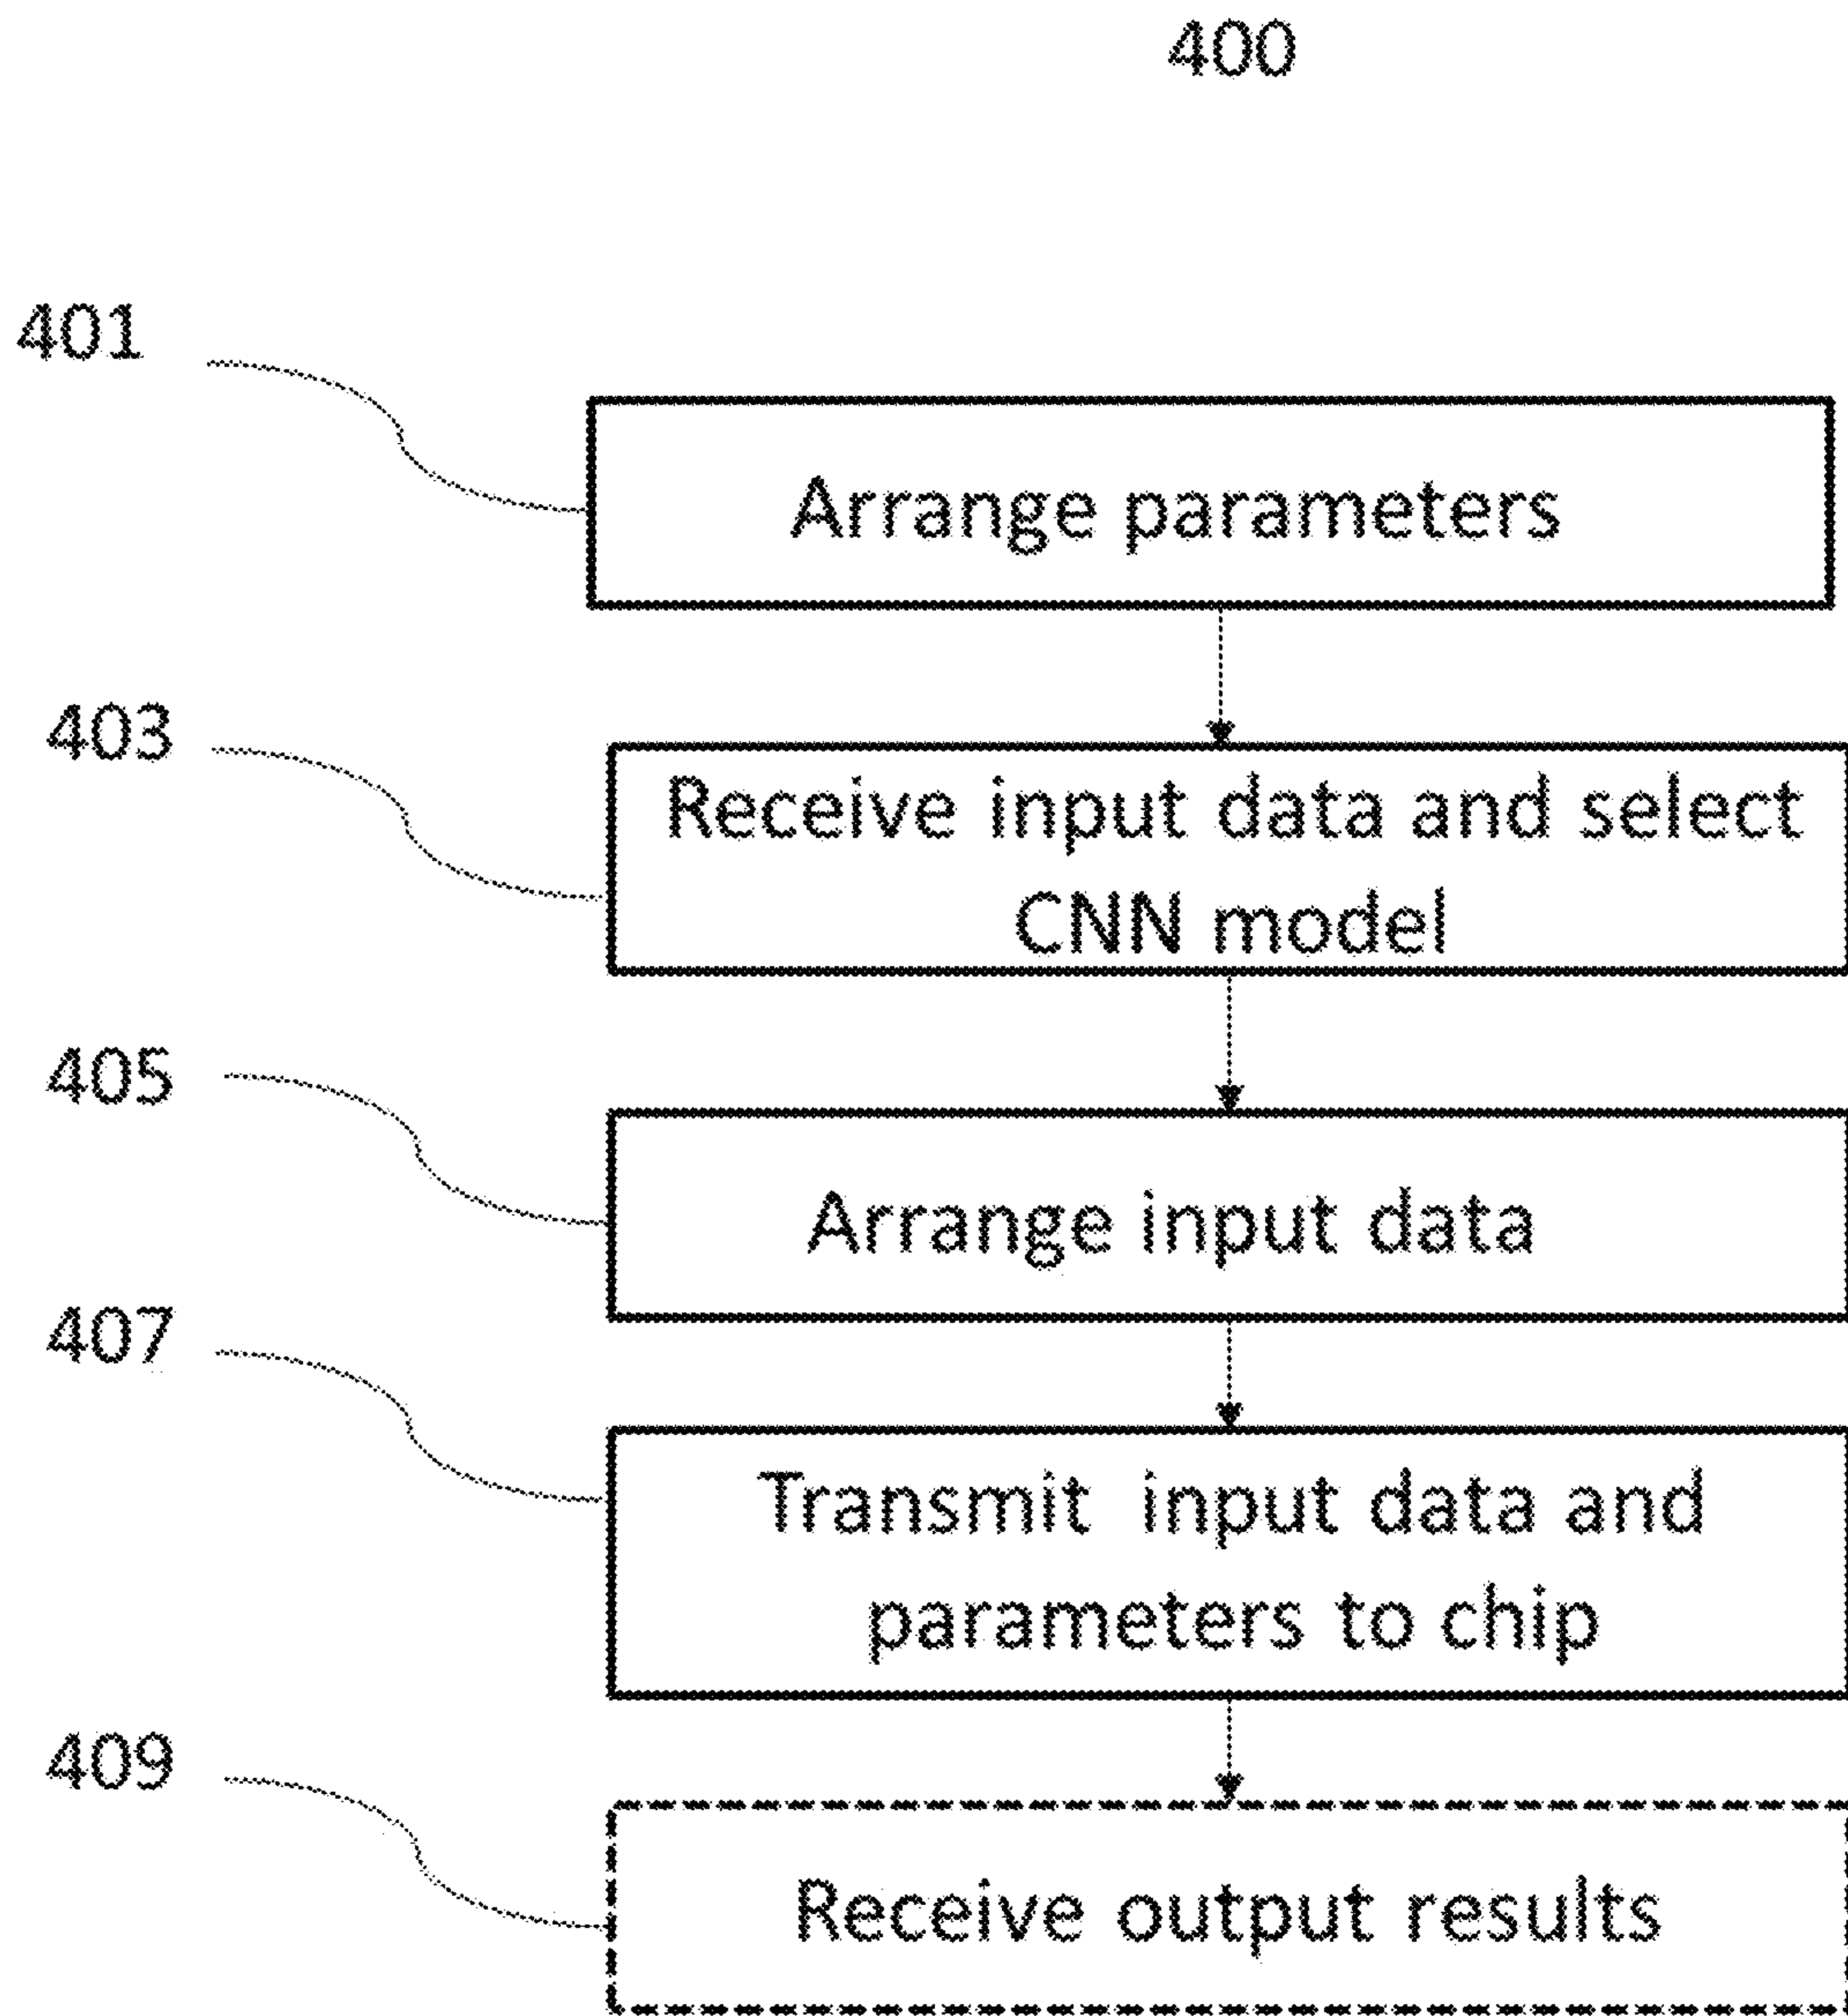 400
401
Arrange parameters
403
Receive input data and select
CNN model
405
Arrange input data
407
Transmit input data and
parameters to chip
409
Receive output results